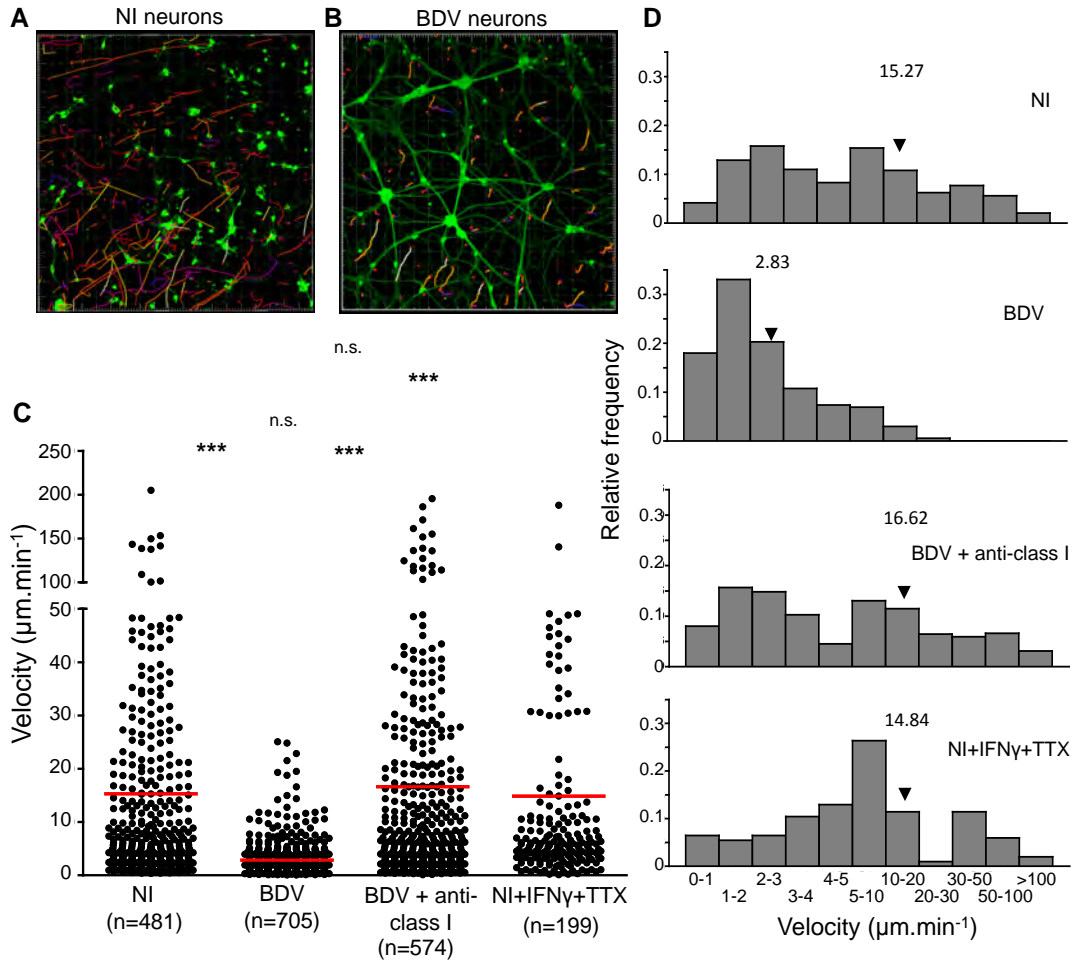 A
NI neurons
B
BDV neurons
C
n.s.
***
n.s.
***
***
250
200
150
100
50
40
30
20
10
0
Velocity (µm.min⁻¹)
NI
(n=481)
BDV
(n=705)
BDV + anti-
class I
(n=574)
NI+IFNγ+TTX
(n=199)
D
Relative frequency
0.3
0.2
0.1
0
15.27
NI
0.3
0.2
0.1
0
2.83
BDV
0.3
0.2
0.1
0
16.62
BDV + anti-class I
0.3
0.2
0.1
0
14.84
NI+IFNγ+TTX
0-1 2-3 4-5 10-20 30-50 >100
1-2 3-4 5-10 20-30 50-100
Velocity (µm.min⁻¹)